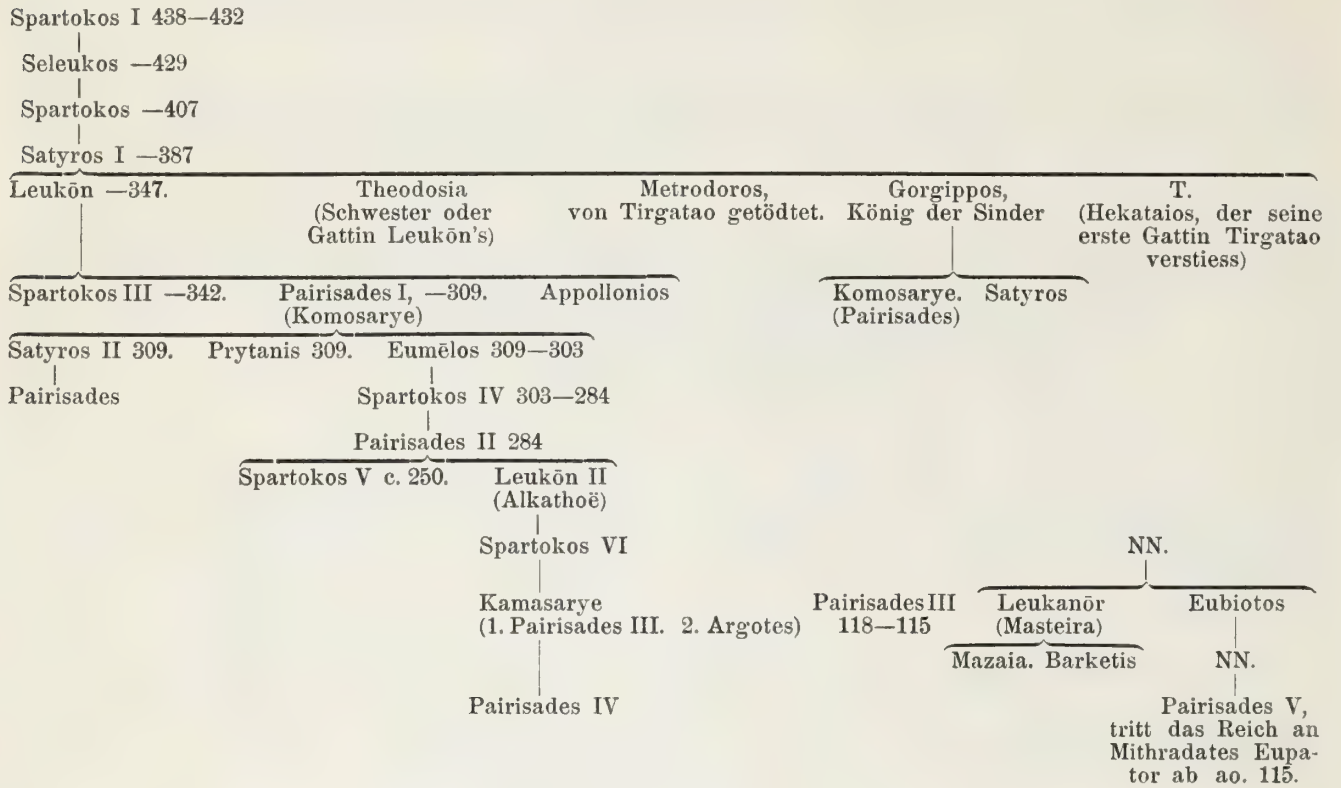 Spartokos I 438—432
Seleukos —429
Spartokos —407
Satyros I —387
Leukōn —347. Theodosia Metrodoros, Gorgippos, T.
(Schwester oder von Tirgatao getödtet. König der Sinder (Hekataios, der seine
Gattin Leukōn's) erste Gattin Tirgatao
verstiess)
Spartokos III —342. Pairisades I, —309. Appollonios Komosarye. Satyros
(Komosarye) (Pairisades)
Satyros II 309. Prytanis 309. Eumēlos 309—303
Pairisades Spartokos IV 303—284
Pairisades II 284
Spartokos V c. 250. Leukōn II
(Alkathoë)
Spartokos VI NN.
Kamasarye Pairisades III Leukanōr Eubiotos
(1. Pairisades III. 2. Argotes) 118—115 (Masteira)
Mazaia. Barketis NN.
Pairisades IV Pairisades V,
tritt das Reich an
Mithradates Eupa-
tor ab ao. 115.